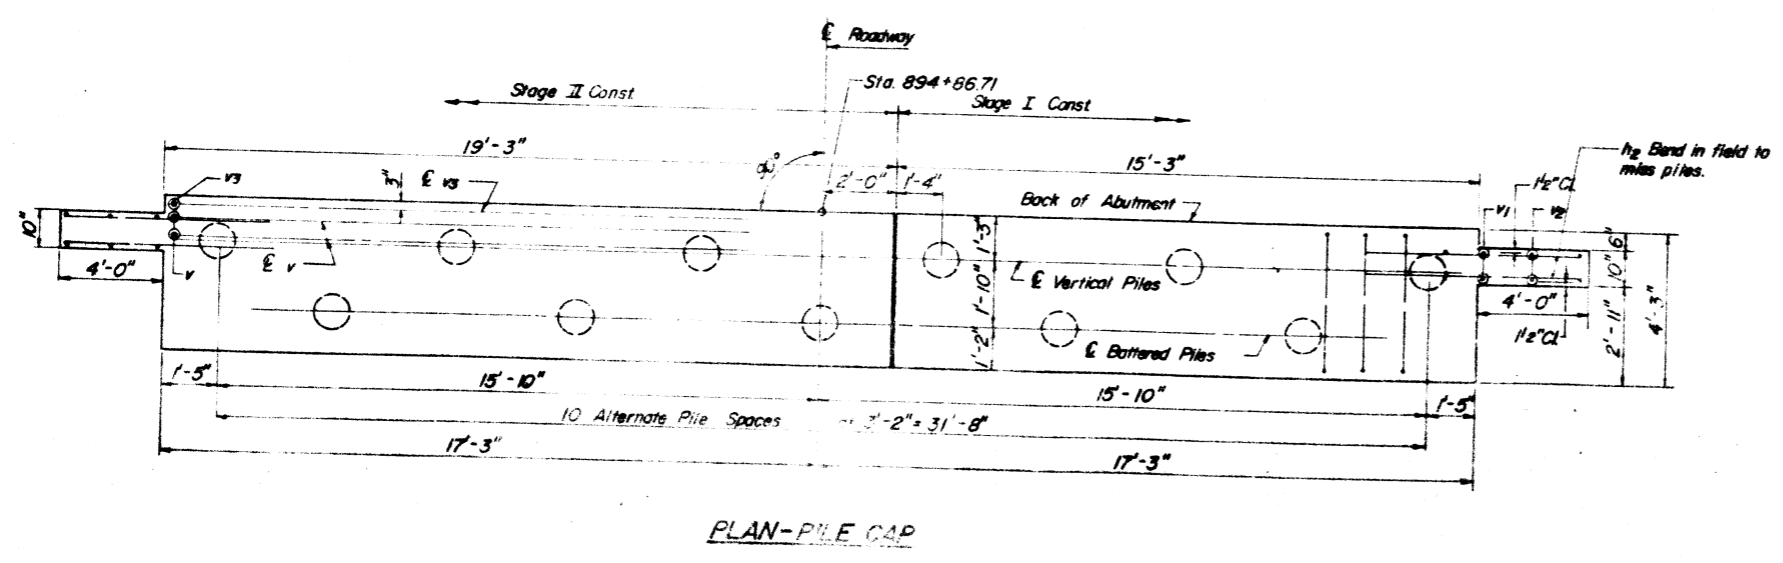 ℄ Roadway
Sta. 894+86.71
Stage II Const
Stage I Const
19'-3"
15'-3"
90°
2'-0"
1'-4"
3"
℄ v3
v3
h2 Bend in field to
miss piles.
1½"Cl.
v1
v2
Back of Abutment
10"
4'-0"
v
℄ v
1'-3"
1'-10"
1'-2"
℄ Vertical Piles
℄ Battered Piles
6"
10"
2'-11"
4'-3"
4'-0"
1½"Cl.
1'-5"
15'-10"
15'-10"
1'-5"
10 Alternate Pile Spaces 3'-2" = 31'-8"
17'-3"
17'-3"
PLAN-PILE CAP